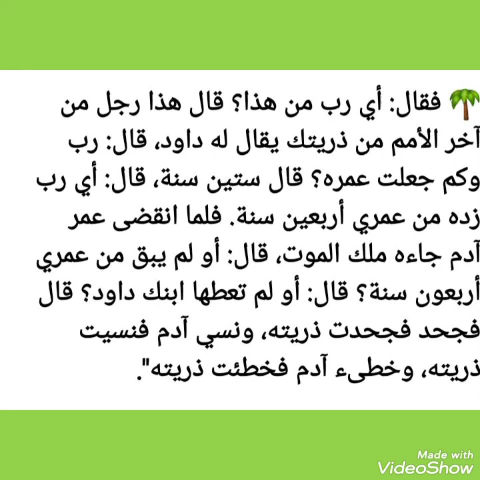 🌴 فقال: أي رب من هذا؟ قال هذا رجل من
آخر الأمم من ذريتك يقال له داود، قال: رب
وكم جعلت عمره؟ قال ستين سنة، قال: أي رب
زده من عمري أربعين سنة. فلما انقضى عمر
آدم جاءه ملك الموت، قال: أو لم يبق من عمري
أربعون سنة؟ قال: أو لم تعطها ابنك داود؟ قال
فجحد فجحدت ذريته، ونسي آدم فنسيت
ذريته، وخطىء آدم فخطئت ذريته".
Made with
VideoShow